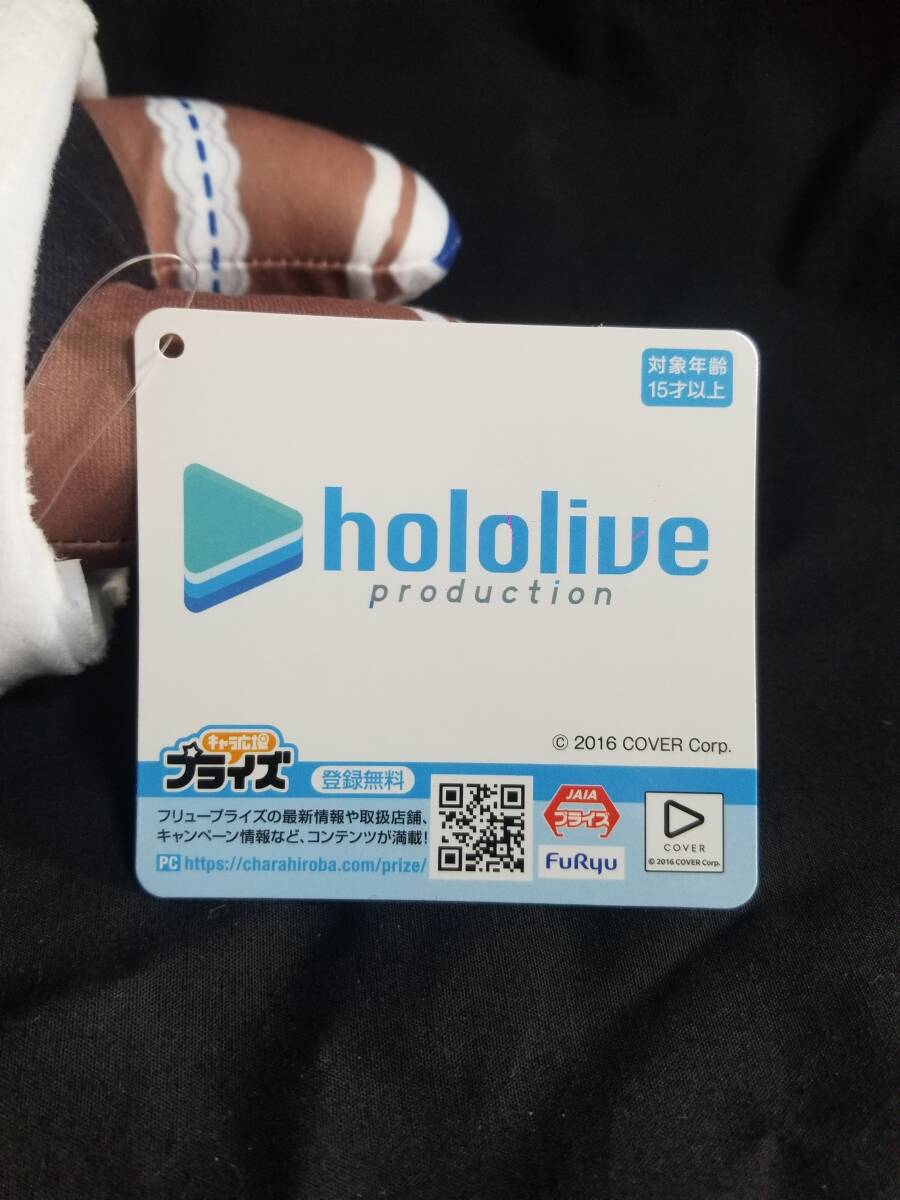 対象年齢
15才以上
hololive
production
© 2016 COVER Corp.
キャラ広場
プライズ
登録無料
フリュープライズの最新情報や取扱店舗、
キャンペーン情報など、コンテンツが満載!
PC https://charahiroba.com/prize/
JAIA
プライズ
FuRyu
COVER
© 2016 COVER Corp.